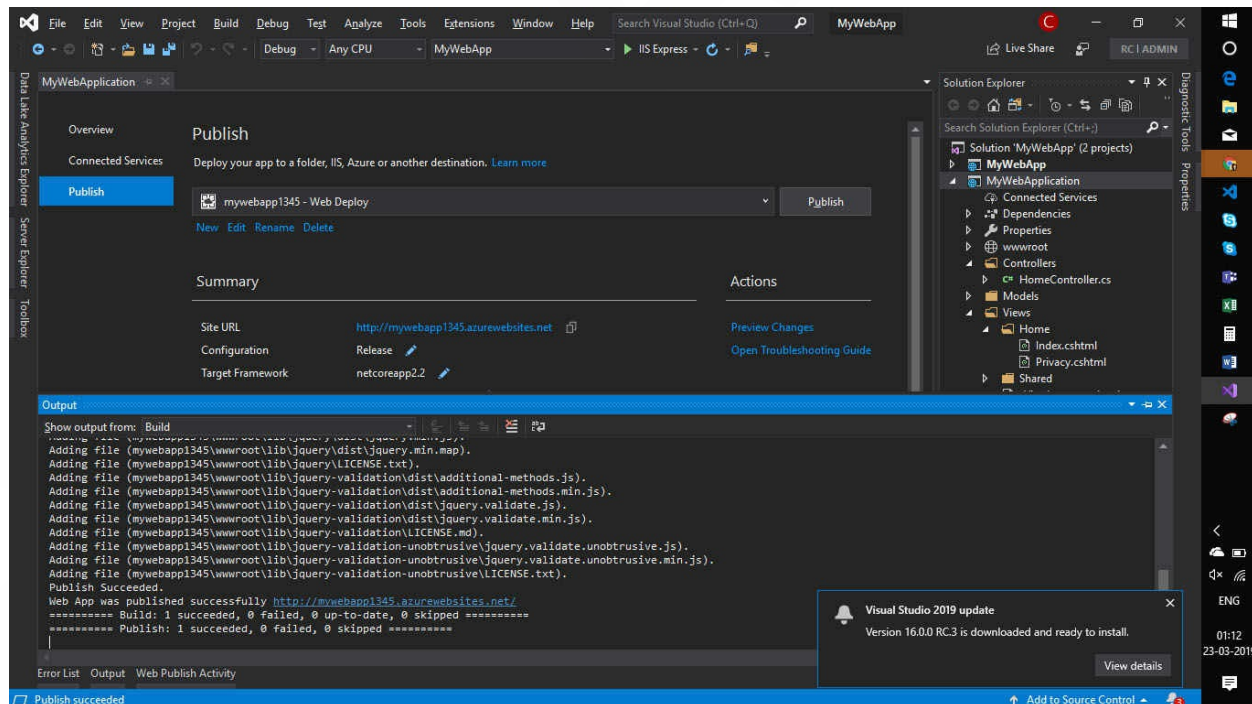 File Edit View Project Build Debug Test Analyze Tools Extensions Window Help Search Visual Studio (Ctrl+Q) MyWebApp C
Debug Any CPU MyWebApp IIS Express Live Share RC | ADMIN
MyWebApplication
Data Lake Analytics Explorer
Server Explorer
Toolbox
Overview
Connected Services
Publish
Publish
Deploy your app to a folder, IIS, Azure or another destination. Learn more
mywebapp1345 - Web Deploy Publish
New Edit Rename Delete
Summary
Actions
Site URL http://mywebapp1345.azurewebsites.net
Configuration Release
Target Framework netcoreapp2.2
Preview Changes
Open Troubleshooting Guide
Solution Explorer
Search Solution Explorer (Ctrl+;)
Solution 'MyWebApp' (2 projects)
MyWebApp
MyWebApplication
Connected Services
Dependencies
Properties
wwwroot
Controllers
C# HomeController.cs
Models
Views
Home
Index.cshtml
Privacy.cshtml
Shared
Diagnostic Tools
Properties
Output
Show output from: Build
Adding file (mywebapp1345\wwwroot\lib\jquery\dist\jquery.min.js).
Adding file (mywebapp1345\wwwroot\lib\jquery\dist\jquery.min.map).
Adding file (mywebapp1345\wwwroot\lib\jquery\LICENSE.txt).
Adding file (mywebapp1345\wwwroot\lib\jquery-validation\dist\additional-methods.js).
Adding file (mywebapp1345\wwwroot\lib\jquery-validation\dist\additional-methods.min.js).
Adding file (mywebapp1345\wwwroot\lib\jquery-validation\dist\jquery.validate.js).
Adding file (mywebapp1345\wwwroot\lib\jquery-validation\dist\jquery.validate.min.js).
Adding file (mywebapp1345\wwwroot\lib\jquery-validation\LICENSE.md).
Adding file (mywebapp1345\wwwroot\lib\jquery-validation-unobtrusive\jquery.validate.unobtrusive.js).
Adding file (mywebapp1345\wwwroot\lib\jquery-validation-unobtrusive\jquery.validate.unobtrusive.min.js).
Adding file (mywebapp1345\wwwroot\lib\jquery-validation-unobtrusive\LICENSE.txt).
Publish Succeeded.
Web App was published successfully http://mywebapp1345.azurewebsites.net/
========== Build: 1 succeeded, 0 failed, 0 up-to-date, 0 skipped ==========
========== Publish: 1 succeeded, 0 failed, 0 skipped ==========
Visual Studio 2019 update
Version 16.0.0 RC.3 is downloaded and ready to install.
View details
Error List Output Web Publish Activity
Publish succeeded
Add to Source Control
3
ENG
01:12
23-03-2019